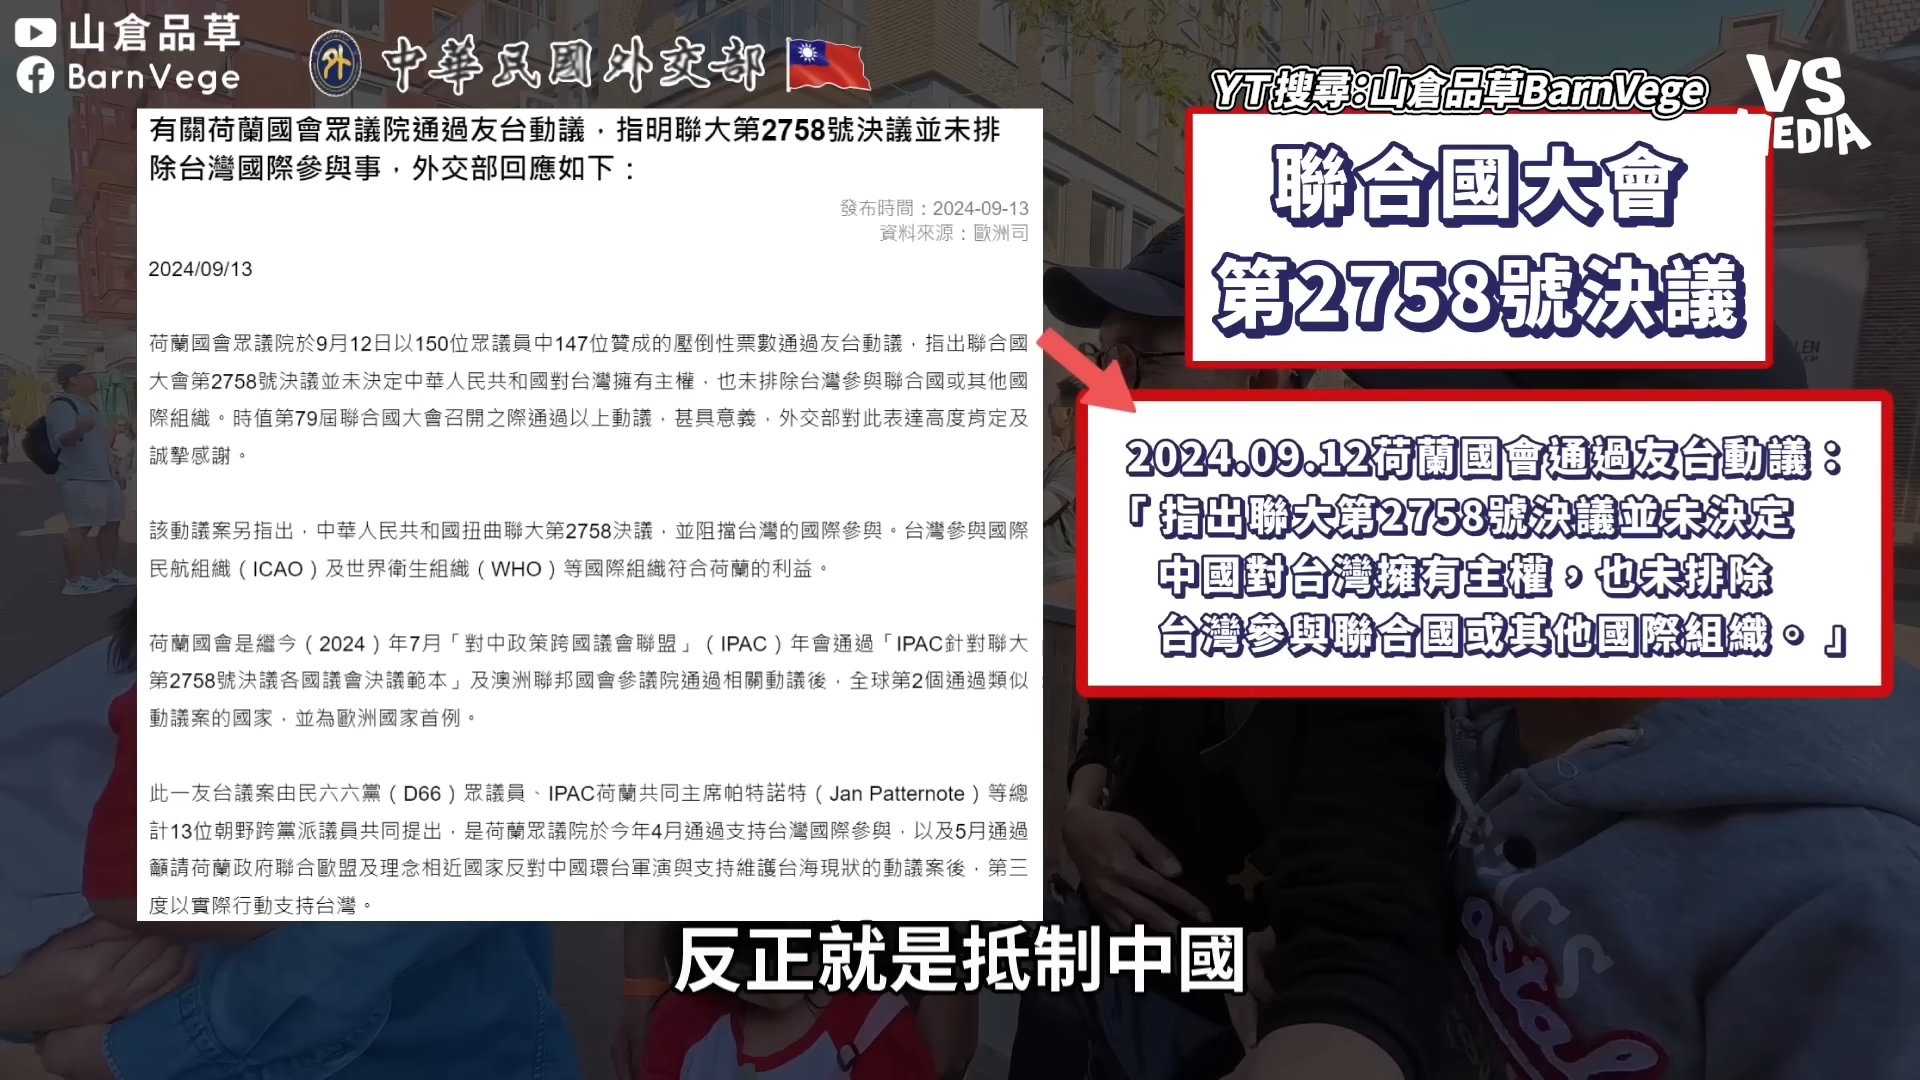 山倉品草
BarnVege
中華民國外交部
YT搜尋:山倉品草BarnVege
VS
MEDIA
有關荷蘭國會眾議院通過友台動議，指明聯大第2758號決議並未排
除台灣國際參與事，外交部回應如下：
發布時間：2024-09-13
資料來源：歐洲司
2024/09/13
荷蘭國會眾議院於9月12日以150位眾議員中147位贊成的壓倒性票數通過友台動議，指出聯合國
大會第2758號決議並未決定中華人民共和國對台灣擁有主權，也未排除台灣參與聯合國或其他國
際組織。時值第79屆聯合國大會召開之際通過以上動議，甚具意義，外交部對此表達高度肯定及
誠摯感謝。
該動議案另指出，中華人民共和國扭曲聯大第2758決議，並阻擋台灣的國際參與。台灣參與國際
民航組織（ICAO）及世界衛生組織（WHO）等國際組織符合荷蘭的利益。
荷蘭國會是繼今（2024）年7月「對中政策跨國議會聯盟」（IPAC）年會通過「IPAC針對聯大
第2758號決議各國議會決議範本」及澳洲聯邦國會參議院通過相關動議後，全球第2個通過類似
動議案的國家，並為歐洲國家首例。
此一友台議案由民六六黨（D66）眾議員、IPAC荷蘭共同主席帕特諾特（Jan Patternote）等總
計13位朝野跨黨派議員共同提出，是荷蘭眾議院於今年4月通過支持台灣國際參與，以及5月通過
籲請荷蘭政府聯合歐盟及理念相近國家反對中國環台軍演與支持維護台海現狀的動議案後，第三
度以實際行動支持台灣。
聯合國大會
第2758號決議
2024.09.12荷蘭國會通過友台動議：
「指出聯大第2758號決議並未決定
中國對台灣擁有主權，也未排除
台灣參與聯合國或其他國際組織。」
反正就是抵制中國